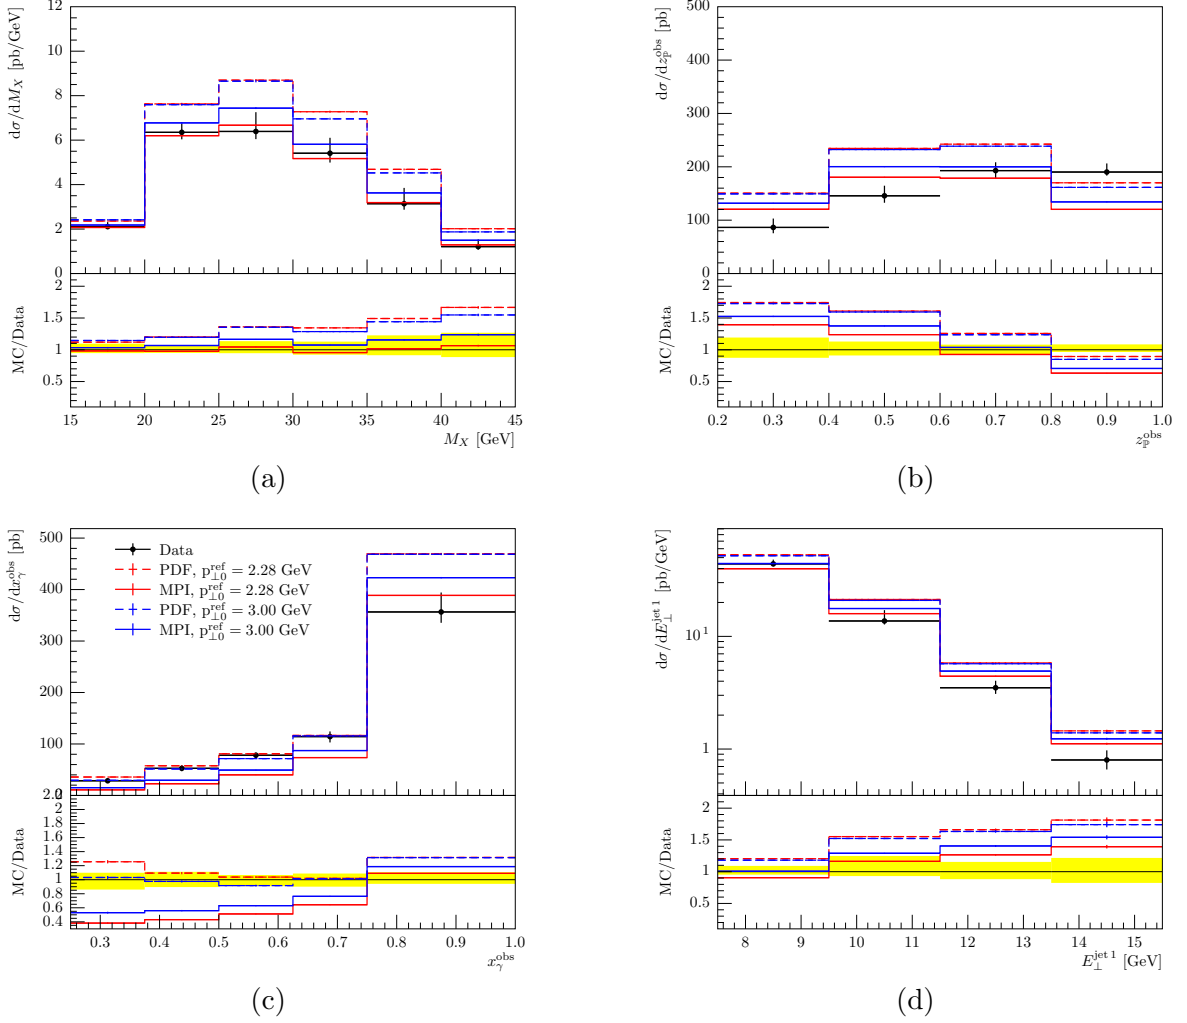 dσ/dM_X [pb/GeV]
12
10
8
6
4
2
0
MC/Data
2
1.5
1
0.5
15 20 25 30 35 40 45
M_X [GeV]
(a)
dσ/dz_ℙ^obs [pb]
500
400
300
200
100
0
MC/Data
2
1.5
1
0.5
0.2 0.3 0.4 0.5 0.6 0.7 0.8 0.9 1.0
z_ℙ^obs
(b)
dσ/dx_γ^obs [pb]
500
400
300
200
100
0
Data
PDF, p_⊥0^ref = 2.28 GeV
MPI, p_⊥0^ref = 2.28 GeV
PDF, p_⊥0^ref = 3.00 GeV
MPI, p_⊥0^ref = 3.00 GeV
MC/Data
2.2
2
1.8
1.6
1.4
1.2
1
0.8
0.6
0.4
0.3 0.4 0.5 0.6 0.7 0.8 0.9 1.0
x_γ^obs
(c)
dσ/dE_⊥^jet 1 [pb/GeV]
10^1
1
MC/Data
2
1.5
1
0.5
8 9 10 11 12 13 14 15
E_⊥^jet 1 [GeV]
(d)